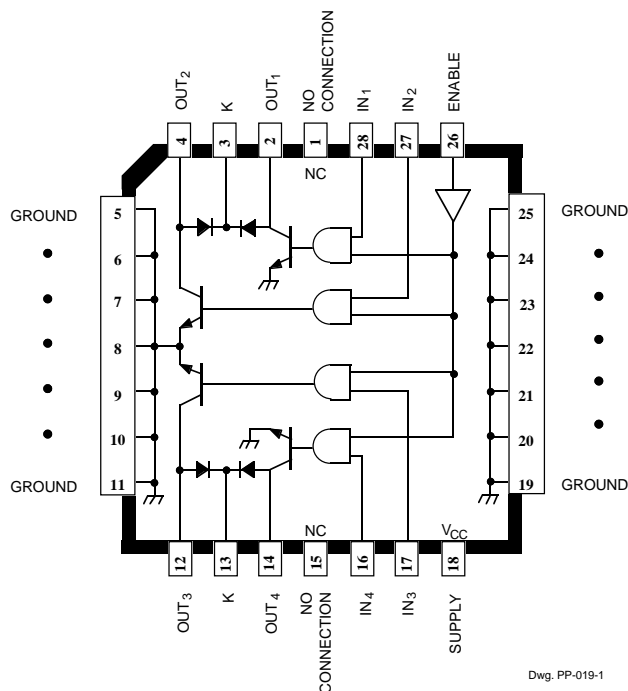 OUT2
K
OUT1
NO CONNECTION
IN1
IN2
ENABLE
4
3
2
1
28
27
26
NC
GROUND
5
25
GROUND
6
24
7
23
8
22
9
21
10
20
GROUND
11
19
GROUND
NC
VCC
12
13
14
15
16
17
18
OUT3
K
OUT4
NO CONNECTION
IN4
IN3
SUPPLY
Dwg. PP-019-1